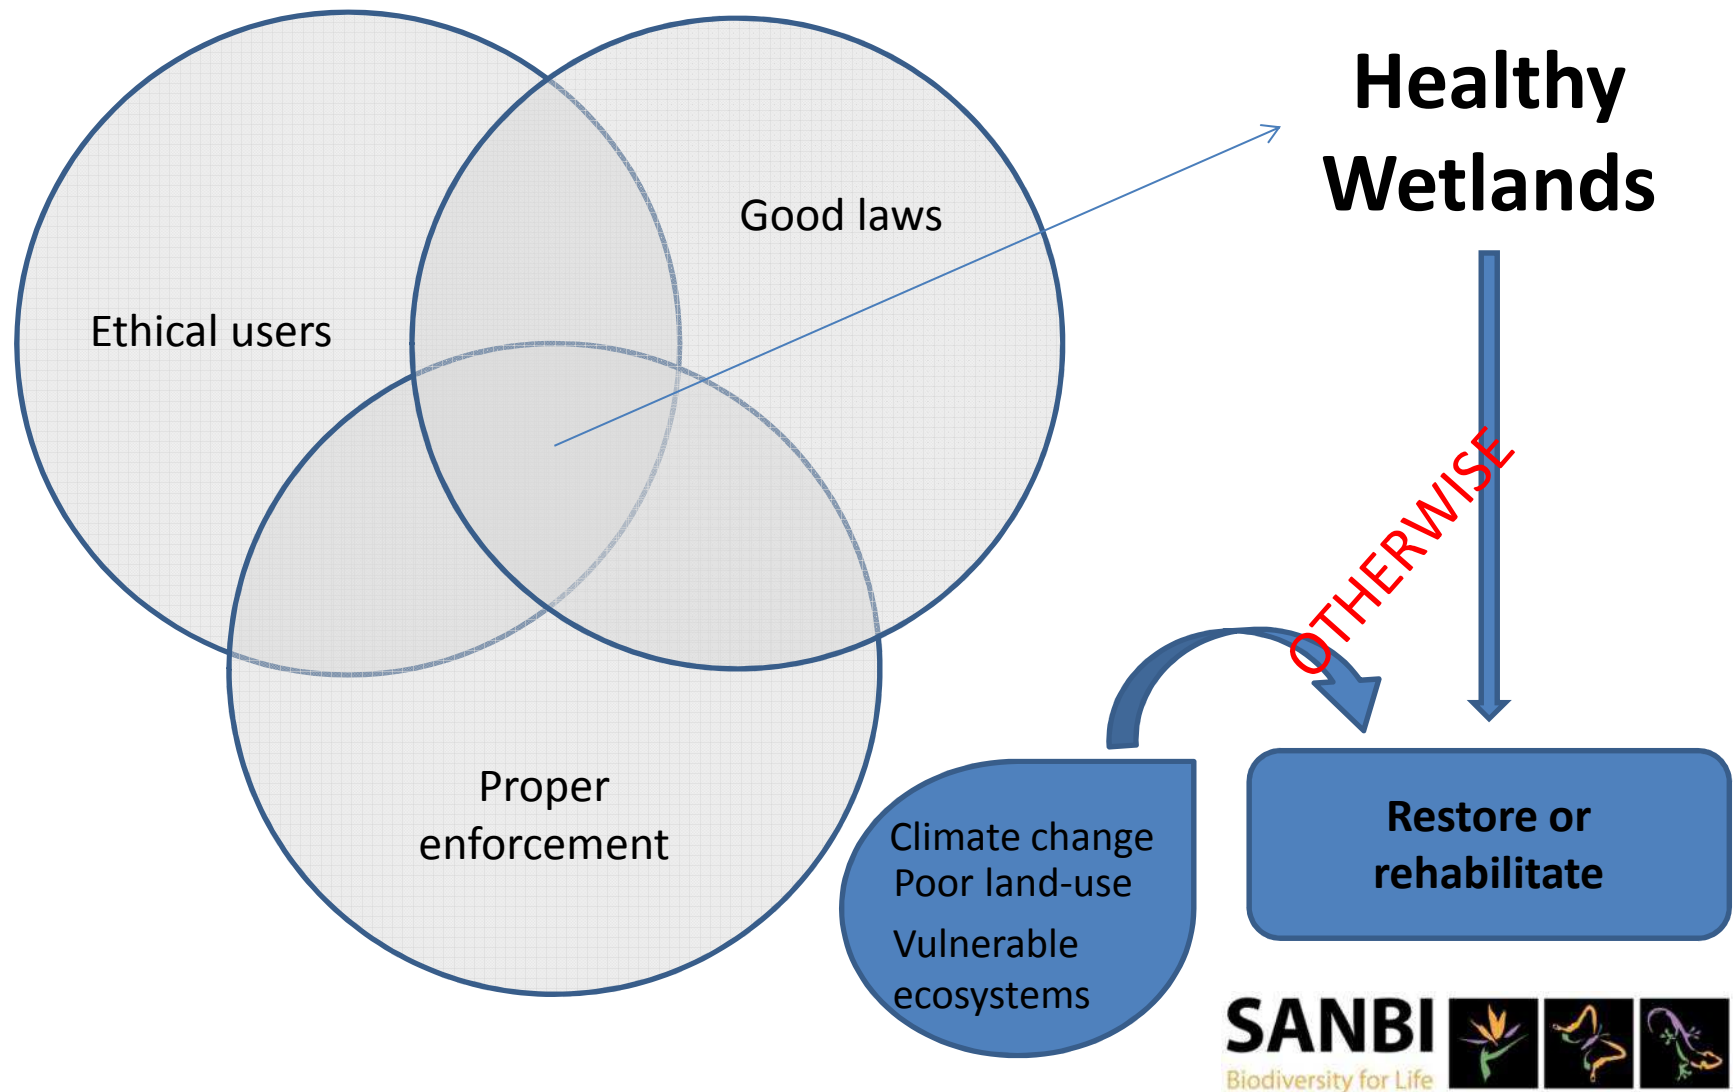 Healthy
Wetlands
Good laws
Ethical users
OTHERWISE
Proper
enforcement
Climate change
Poor land-use
Vulnerable
ecosystems
Restore or
rehabilitate
SANBI
Biodiversity for Life